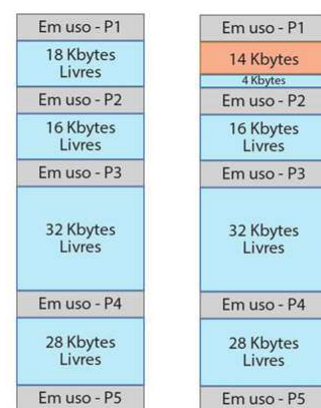 Em uso - P1
18 Kbytes
Livres
Em uso - P2
16 Kbytes
Livres
Em uso - P3
32 Kbytes
Livres
Em uso - P4
28 Kbytes
Livres
Em uso - P5
Em uso - P1
14 Kbytes
4 Kbytes
Em uso - P2
16 Kbytes
Livres
Em uso - P3
32 Kbytes
Livres
Em uso - P4
28 Kbytes
Livres
Em uso - P5